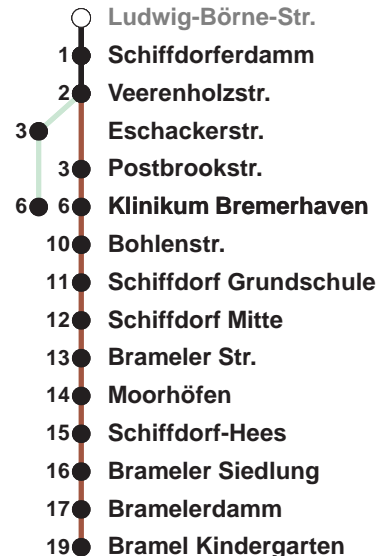 Ludwig-Börne-Str.
1 Schiffdorferdamm
2 Veerenholzstr.
3 Eschackerstr.
3 Postbrookstr.
6 6 Klinikum Bremerhaven
10 Bohlenstr.
11 Schiffdorf Grundschule
12 Schiffdorf Mitte
13 Brameler Str.
14 Moorhöfen
15 Schiffdorf-Hees
16 Brameler Siedlung
17 Bramelerdamm
19 Bramel Kindergarten